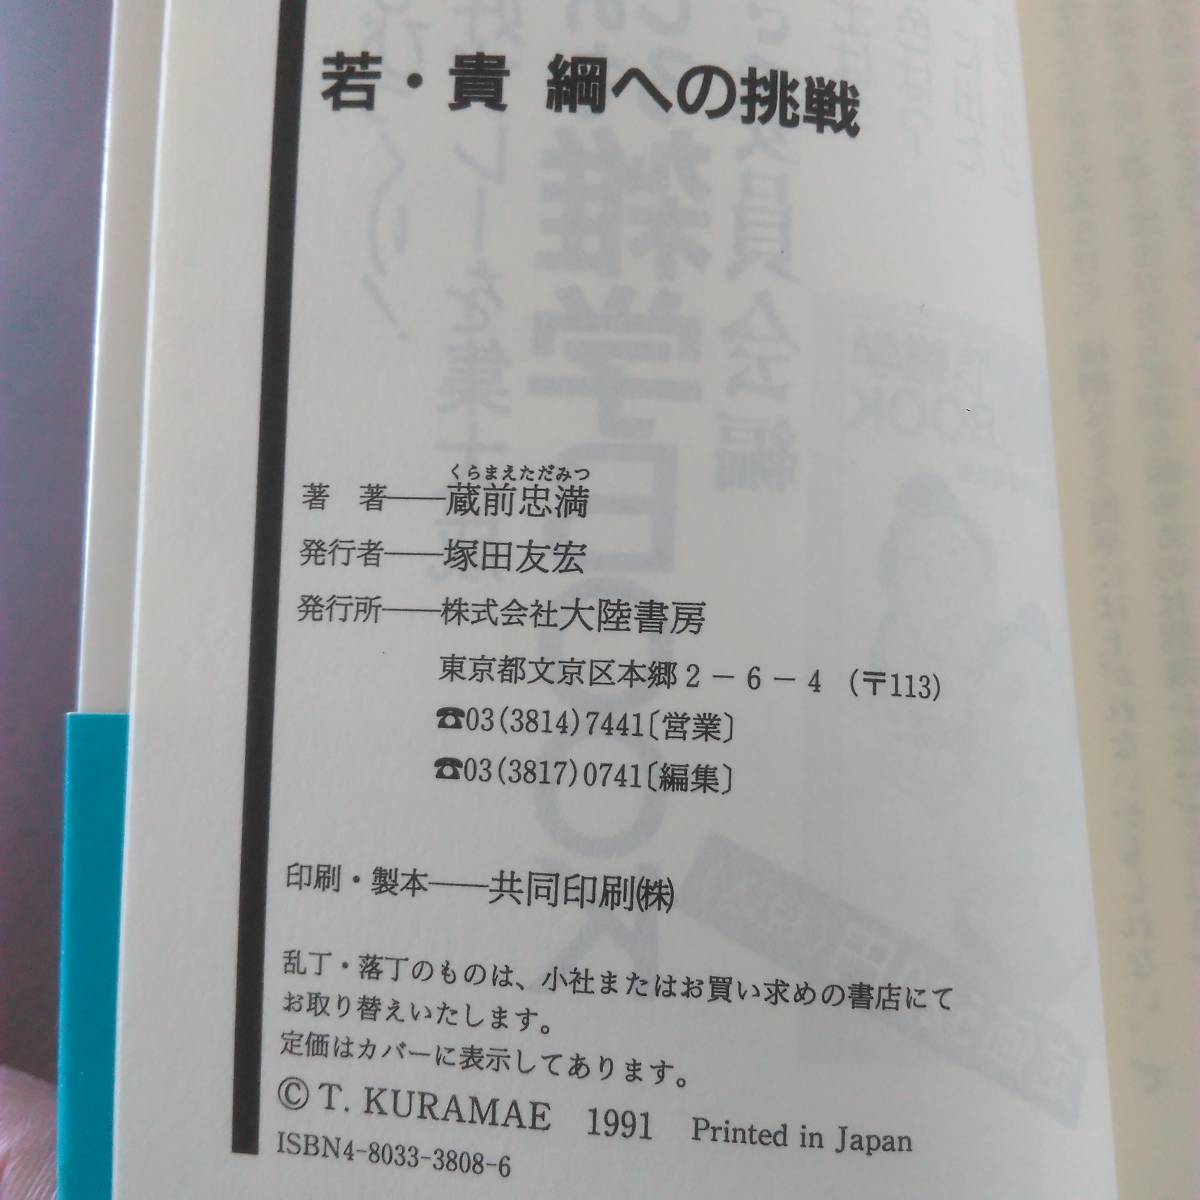 若・貴 綱への挑戦
くらまえただみつ
著 著──蔵前忠満
発行者──塚田友宏
発行所──株式会社大陸書房
東京都文京区本郷2－6－4 (〒113)
☎03(3814)7441〔営業〕
☎03(3817)0741〔編集〕
印刷・製本──共同印刷㈱
乱丁・落丁のものは、小社またはお買い求めの書店にて
お取り替えいたします。
定価はカバーに表示してあります。
©T. KURAMAE 1991 Printed in Japan
ISBN4-8033-3808-6